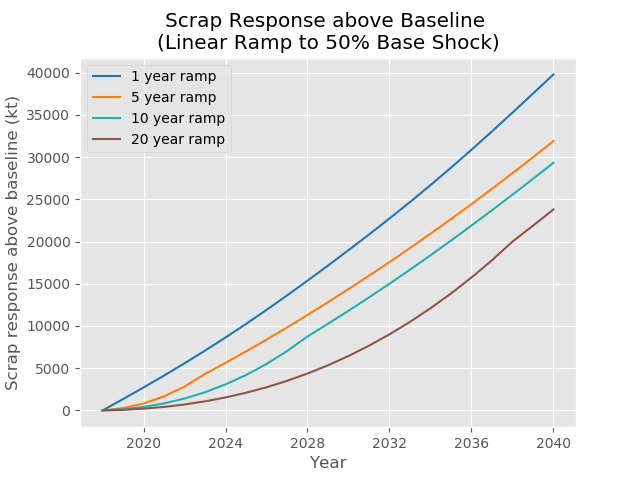 Scrap Response above Baseline
(Linear Ramp to 50% Base Shock)
Scrap response above baseline (kt)
40000
35000
30000
25000
20000
15000
10000
5000
0
1 year ramp
5 year ramp
10 year ramp
20 year ramp
2020
2024
2028
2032
2036
2040
Year